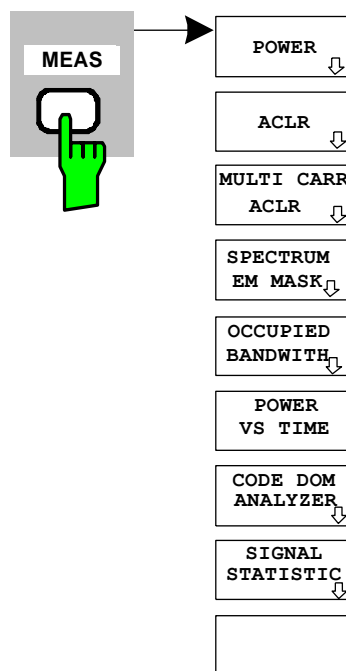 MEAS
POWER
ACLR
MULTI CARR
ACLR
SPECTRUM
EM MASK
OCCUPIED
BANDWITH
POWER
VS TIME
CODE DOM
ANALYZER
SIGNAL
STATISTIC